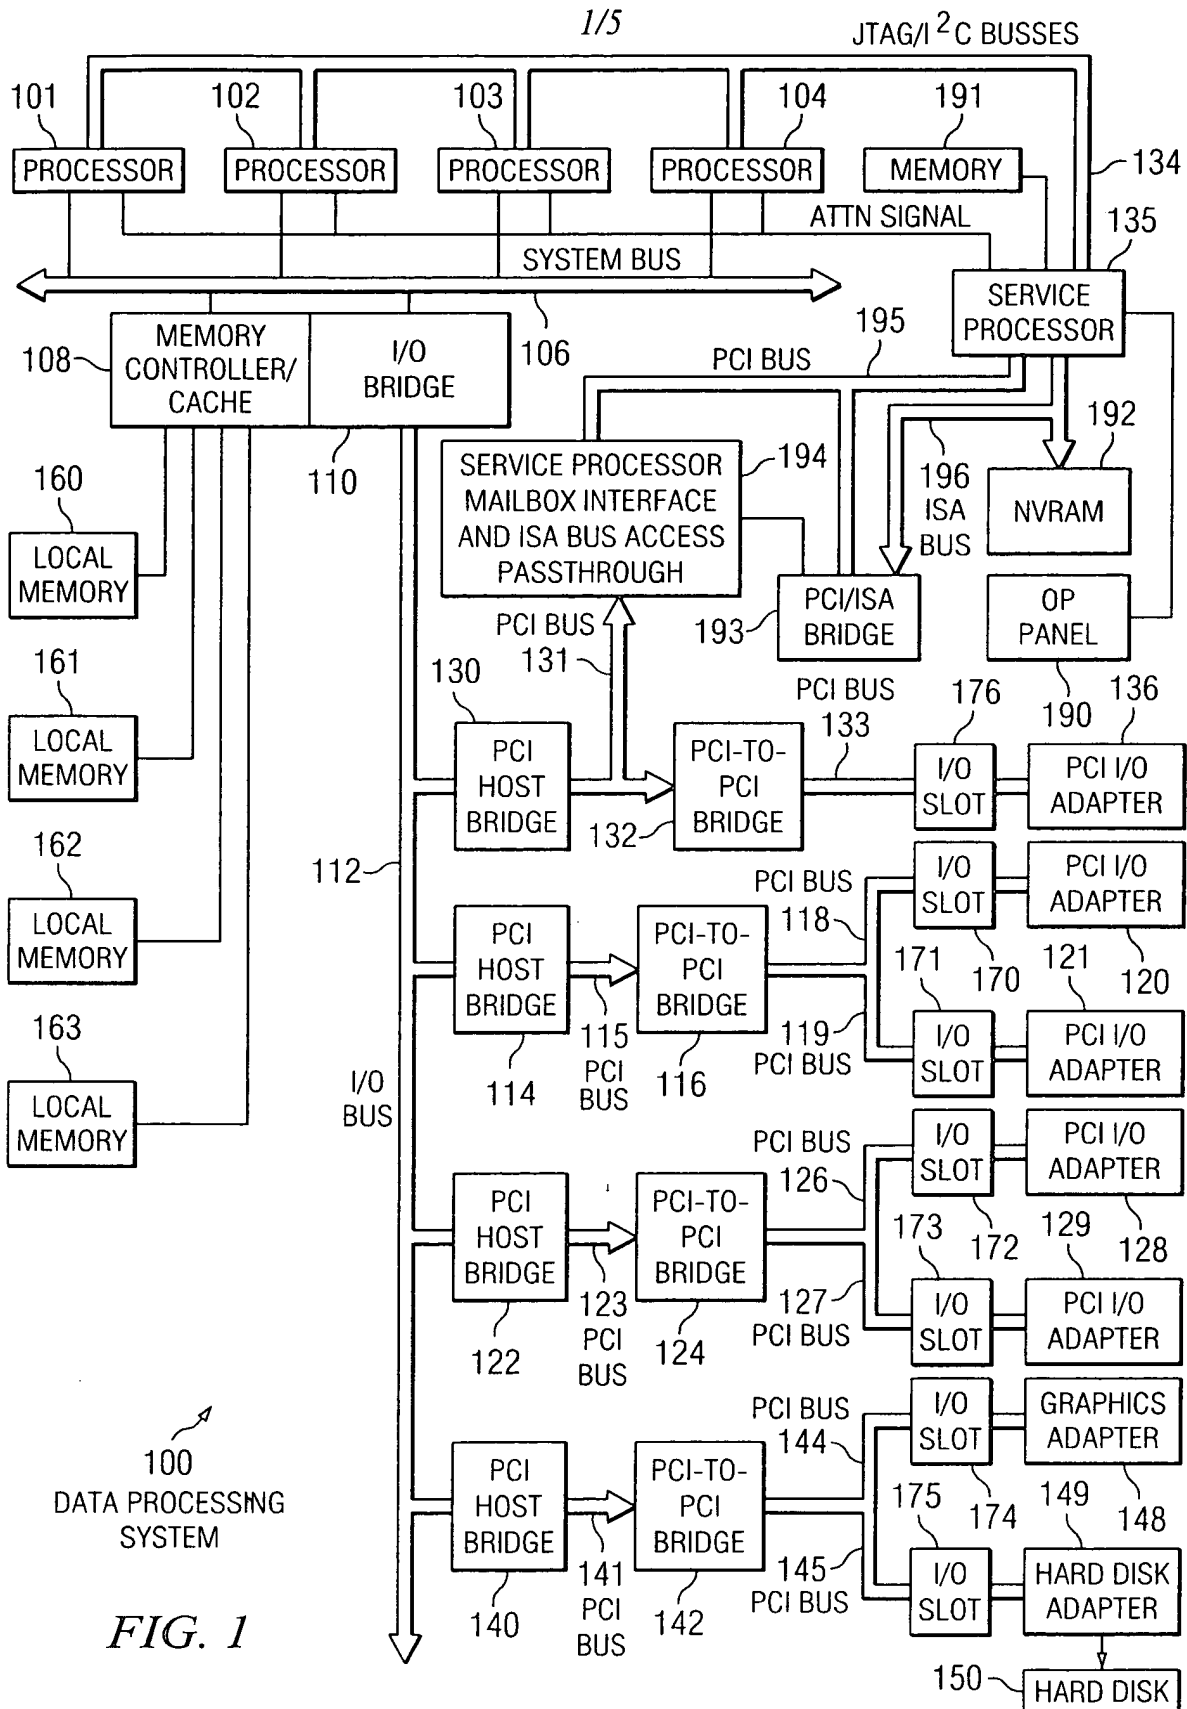 1/5
JTAG/I²C BUSSES
101
102
103
104
191
PROCESSOR
PROCESSOR
PROCESSOR
PROCESSOR
MEMORY
134
ATTN SIGNAL
135
SYSTEM BUS
SERVICE
PROCESSOR
108
MEMORY
CONTROLLER/
CACHE
I/O
BRIDGE
106
195
PCI BUS
110
194
192
SERVICE PROCESSOR
MAILBOX INTERFACE
AND ISA BUS ACCESS
PASSTHROUGH
196
ISA
BUS
NVRAM
160
LOCAL
MEMORY
PCI BUS
131
193
PCI/ISA
BRIDGE
OP
PANEL
190
161
LOCAL
MEMORY
130
PCI
HOST
BRIDGE
PCI-TO-
PCI
BRIDGE
132
PCI BUS
133
176
I/O
SLOT
136
PCI I/O
ADAPTER
112
162
LOCAL
MEMORY
PCI
HOST
BRIDGE
114
115
PCI
BUS
PCI-TO-
PCI
BRIDGE
116
PCI BUS
118
I/O
SLOT
170
PCI I/O
ADAPTER
120
119
PCI BUS
171
I/O
SLOT
121
PCI I/O
ADAPTER
163
LOCAL
MEMORY
I/O
BUS
PCI
HOST
BRIDGE
122
123
PCI
BUS
PCI-TO-
PCI
BRIDGE
124
PCI BUS
126
I/O
SLOT
172
PCI I/O
ADAPTER
128
127
PCI BUS
173
I/O
SLOT
129
PCI I/O
ADAPTER
100
DATA PROCESSING
SYSTEM
PCI
HOST
BRIDGE
140
141
PCI
BUS
PCI-TO-
PCI
BRIDGE
142
PCI BUS
144
I/O
SLOT
174
GRAPHICS
ADAPTER
148
145
PCI BUS
175
I/O
SLOT
149
HARD DISK
ADAPTER
150
HARD DISK
FIG. 1